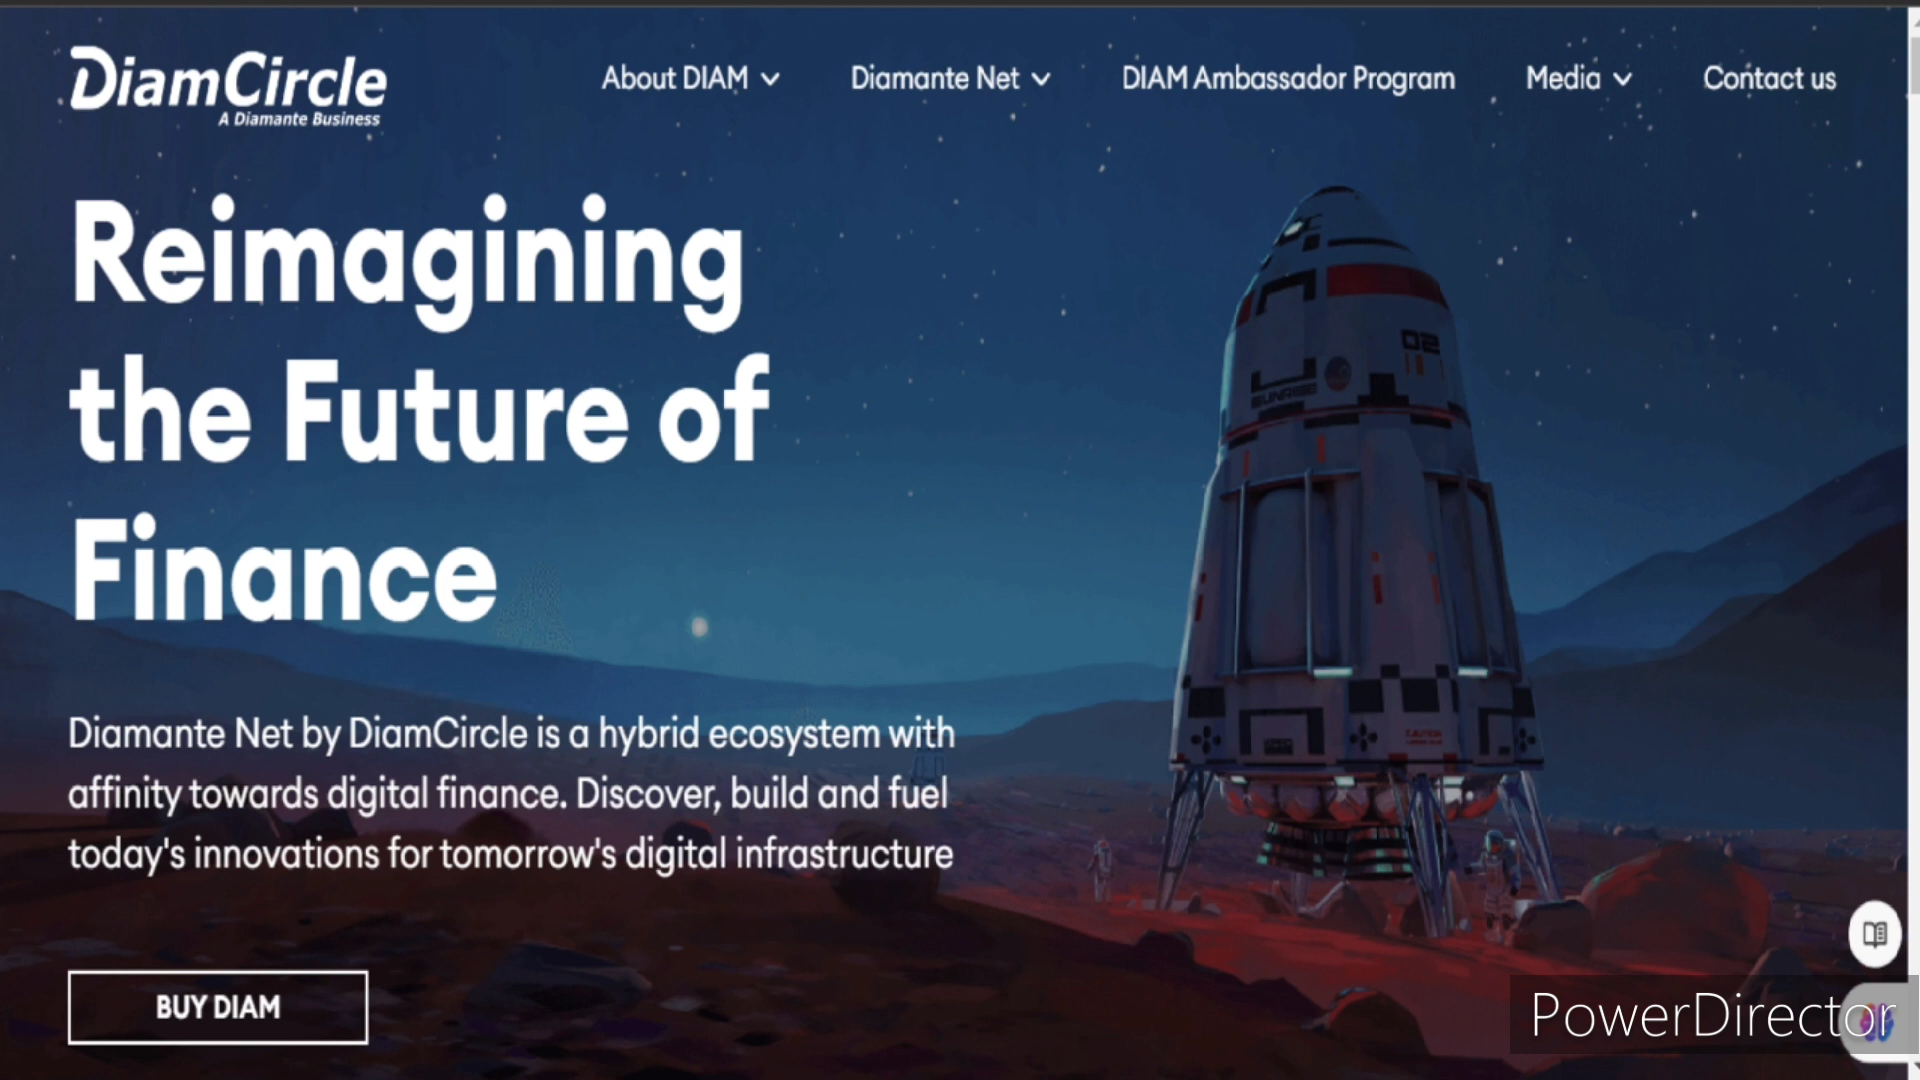 DiamCircle
A Diamante Business
About DIAM
Diamante Net
DIAM Ambassador Program
Media
Contact us
Reimagining
the Future of
Finance
02
SUNRISE
Diamante Net by DiamCircle is a hybrid ecosystem with
affinity towards digital finance. Discover, build and fuel
today's innovations for tomorrow's digital infrastructure
BUY DIAM
PowerDirector